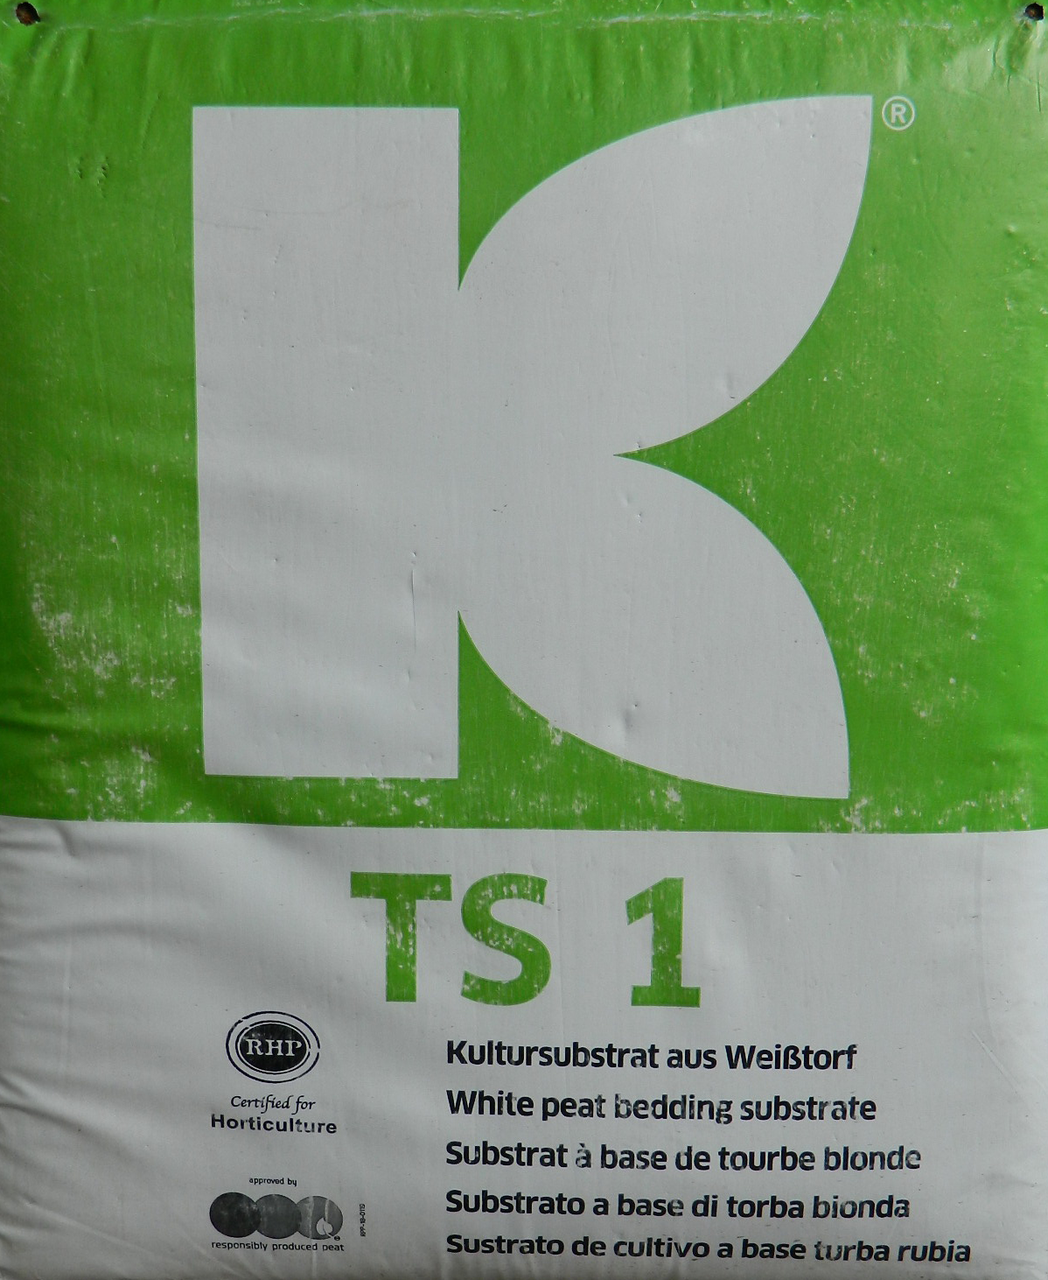 K®
TS 1
RHP
Certified for
Horticulture
approved by
responsibly produced peat
Kultursubstrat aus Weißtorf
White peat bedding substrate
Substrat à base de tourbe blonde
Substrato a base di torba bionda
Sustrato de cultivo a base turba rubia